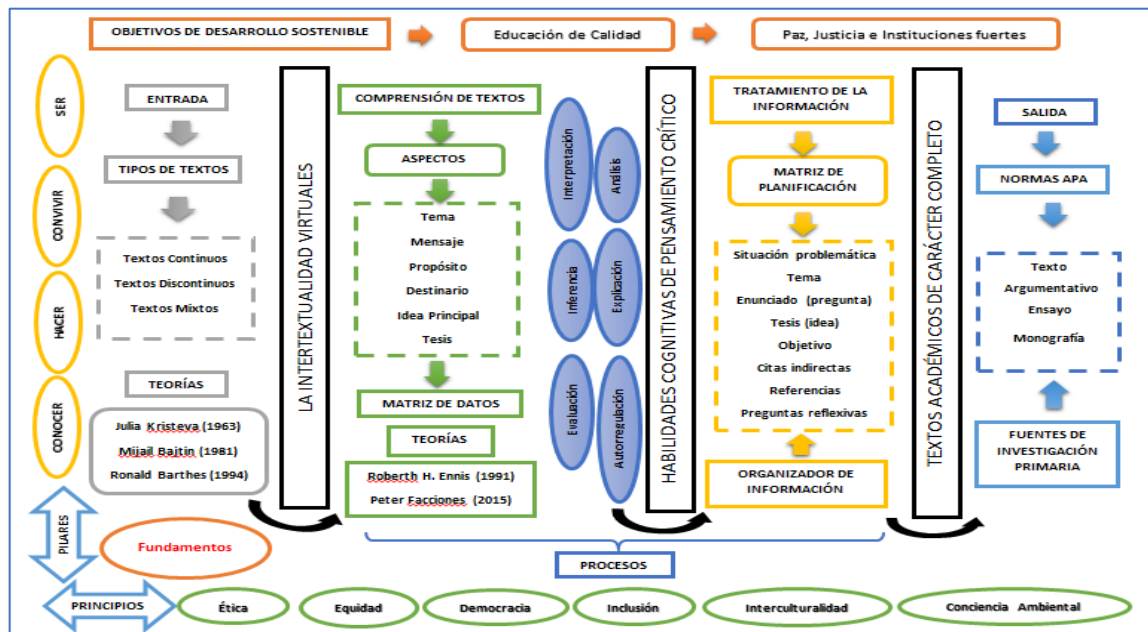 OBJETIVOS DE DESARROLLO SOSTENIBLE
Educación de Calidad
Paz, Justicia e Instituciones fuertes
SER
CONVIVIR
HACER
CONOCER
PILARES
ENTRADA
TIPOS DE TEXTOS
Textos Continuos
Textos Discontinuos
Textos Mixtos
TEORÍAS
Julia Kristeva (1963)
Mijail Bajtin (1981)
Ronald Barthes (1994)
Fundamentos
LA INTERTEXTUALIDAD VIRTUALES
COMPRENSIÓN DE TEXTOS
ASPECTOS
Tema
Mensaje
Propósito
Destinario
Idea Principal
Tesis
MATRIZ DE DATOS
TEORÍAS
Roberth H. Ennis (1991)
Peter Facciones (2015)
Interpretación
Análisis
Inferencia
Explicación
Evaluación
Autorregulación
HABILIDADES COGNITIVAS DE PENSAMIENTO CRÍTICO
TRATAMIENTO DE LA
INFORMACIÓN
MATRIZ DE
PLANIFICACIÓN
Situación problemática
Tema
Enunciado (pregunta)
Tesis (idea)
Objetivo
Citas indirectas
Referencias
Preguntas reflexivas
ORGANIZADOR DE
INFORMACIÓN
TEXTOS ACADÉMICOS DE CARÁCTER COMPLETO
SALIDA
NORMAS APA
Texto
Argumentativo
Ensayo
Monografía
FUENTES DE
INVESTIGACIÓN
PRIMARIA
PROCESOS
PRINCIPIOS
Ética
Equidad
Democracia
Inclusión
Interculturalidad
Conciencia Ambiental